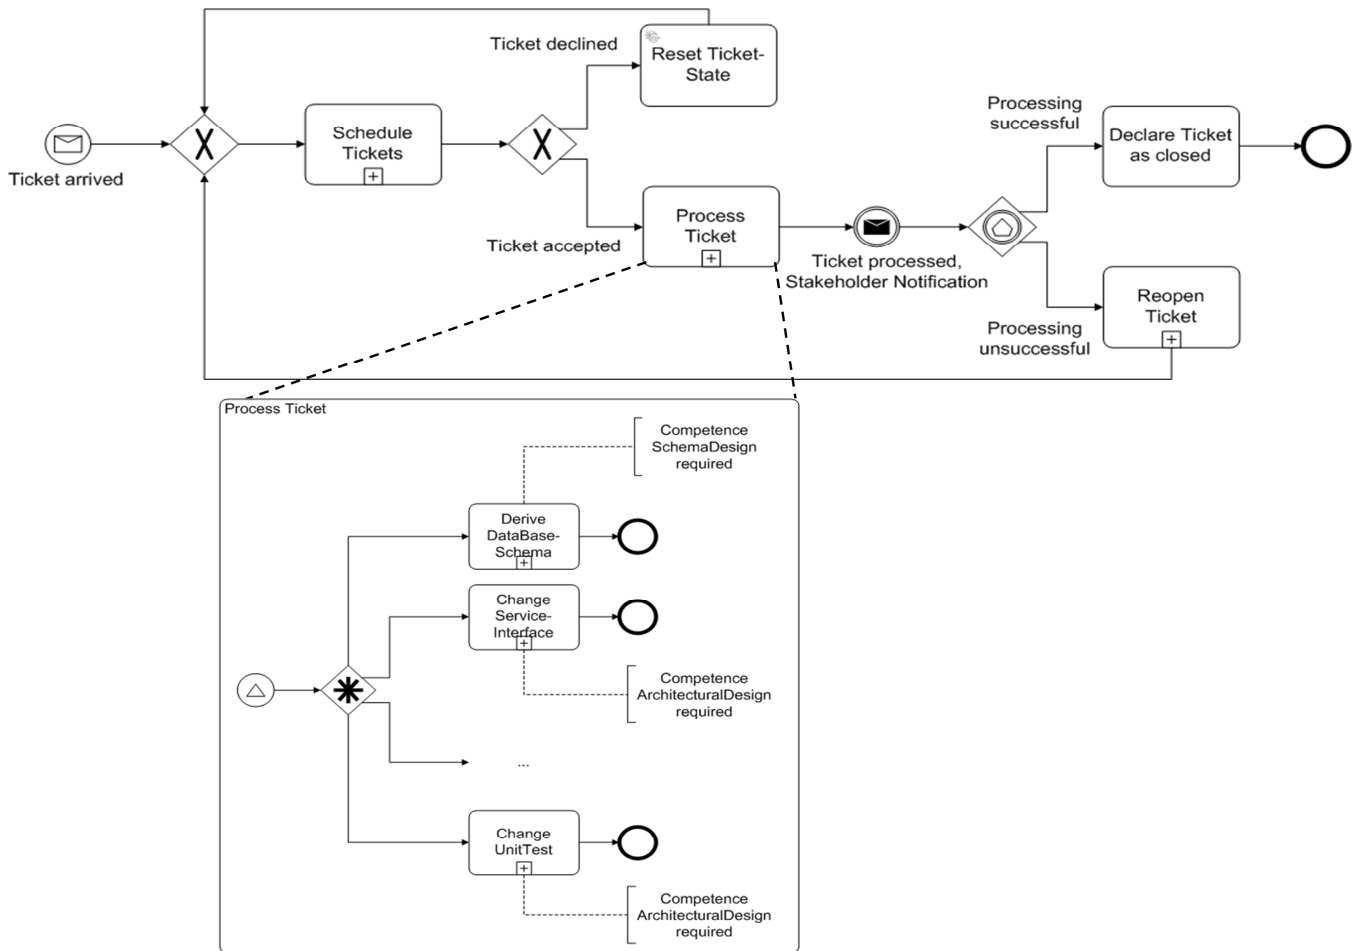 Ticket declined
Reset Ticket-
State
Ticket arrived
Schedule
Tickets
Ticket accepted
Process
Ticket
Ticket processed,
Stakeholder Notification
Processing
successful
Declare Ticket
as closed
Processing
unsuccessful
Reopen
Ticket
Process Ticket
Competence
SchemaDesign
required
Derive
DataBase-
Schema
Change
Service-
Interface
Competence
ArchitecturalDesign
required
...
Change
UnitTest
Competence
ArchitecturalDesign
required